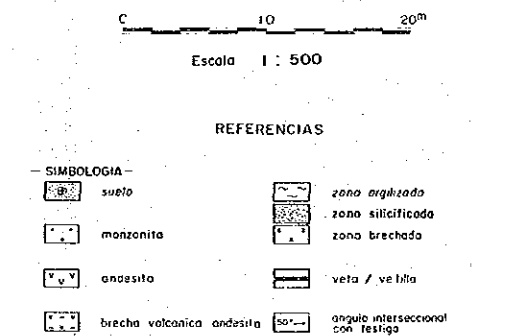 0 10 20m
Escala 1 : 500
REFERENCIAS
— SIMBOLOGIA —
suelo
zona argilizada
zona silicificada
monzonita
zona brechada
andesita
veta / vetilla
brecha volcanica andesita
50°
angulo interseccional
con testigo